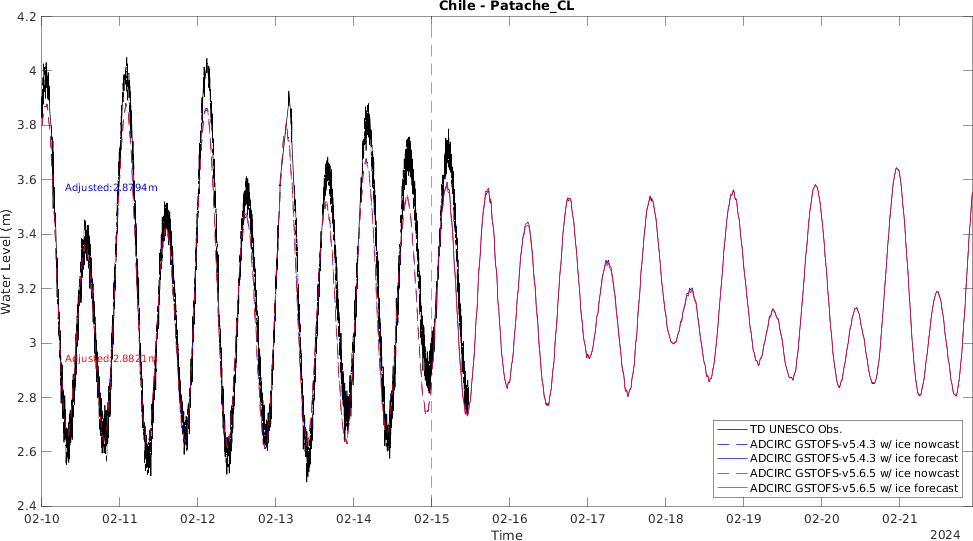 Chile - Patache_CL
4.2
4
3.8
3.6
3.4
3.2
3
2.8
2.6
2.4
Water Level (m)
Adjusted:2.8794m
Adjusted:2.8821m
TD UNESCO Obs.
ADCIRC GSTOFS-v5.4.3 w/ ice nowcast
ADCIRC GSTOFS-v5.4.3 w/ ice forecast
ADCIRC GSTOFS-v5.6.5 w/ ice nowcast
ADCIRC GSTOFS-v5.6.5 w/ ice forecast
02-10 02-11 02-12 02-13 02-14 02-15 02-16 02-17 02-18 02-19 02-20 02-21
Time
2024